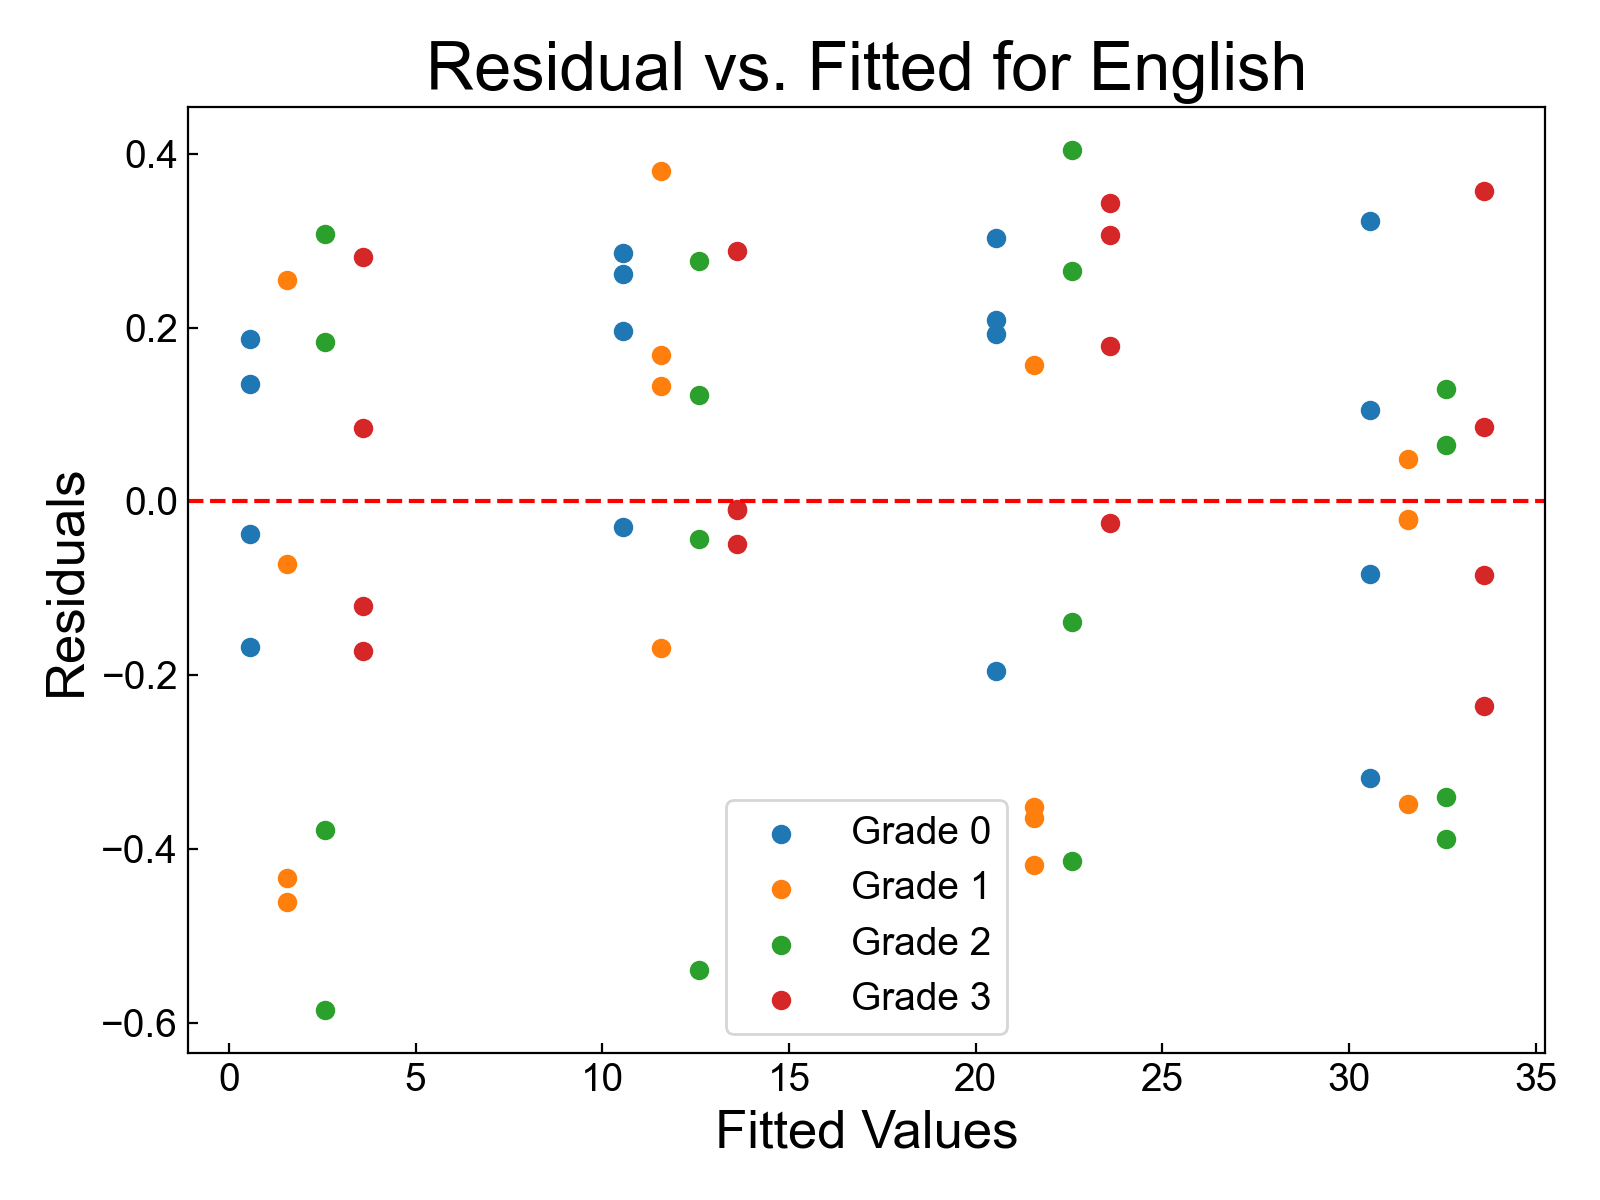 Residual vs. Fitted for English
0.4
0.2
0.0
−0.2
−0.4
−0.6
Residuals
Grade 0
Grade 1
Grade 2
Grade 3
0 5 10 15 20 25 30 35
Fitted Values